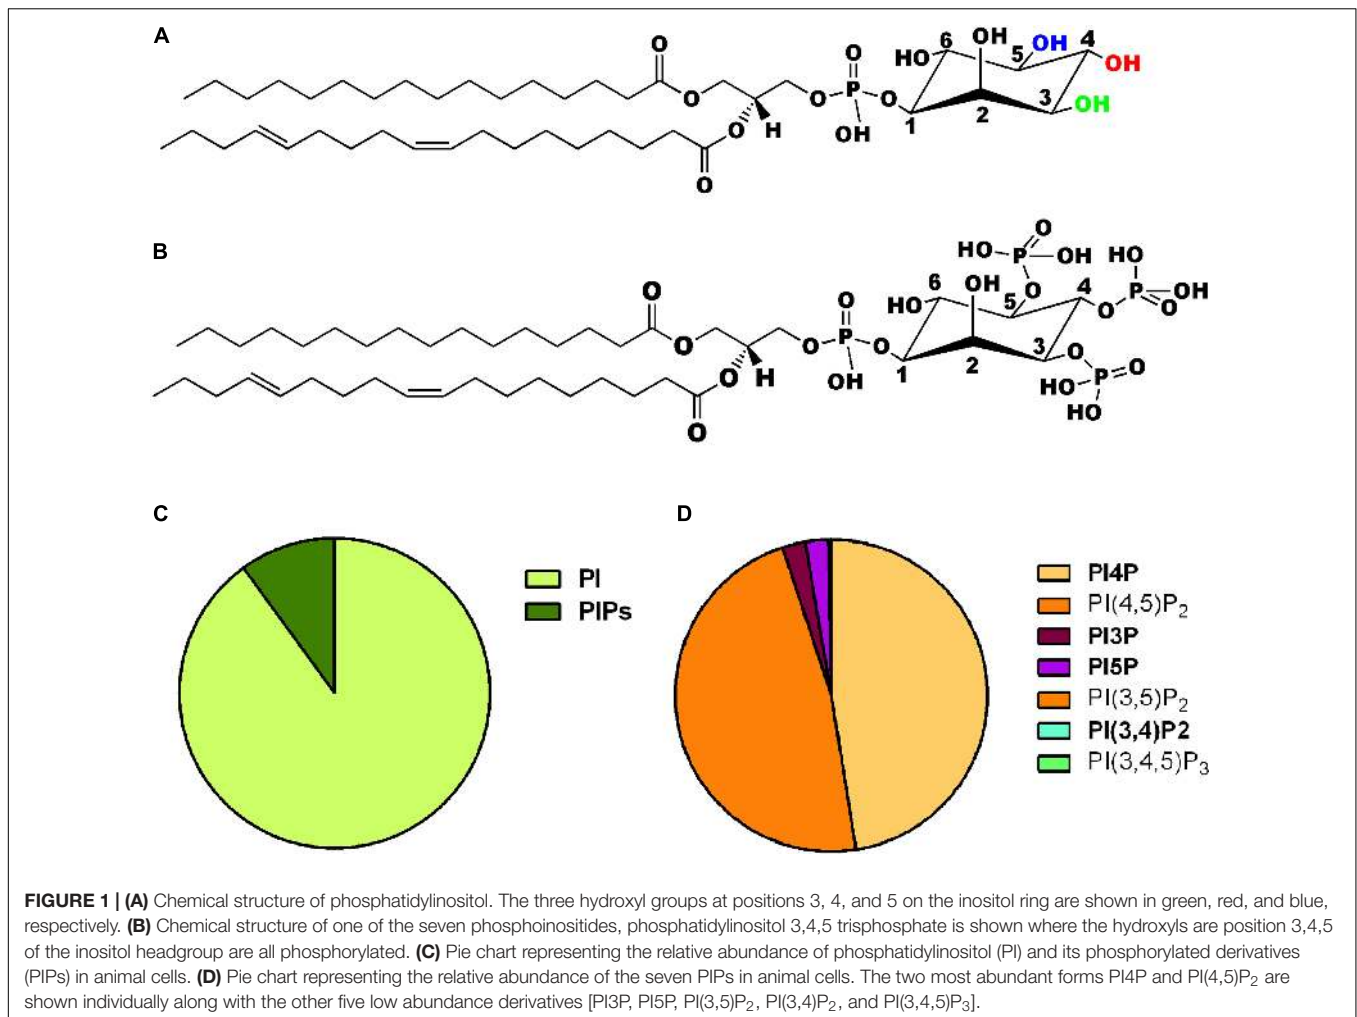 A
O
O
O
H
O
O
O
P
OH
O
HO
6
OH
5
OH
4
OH
3
OH
2
1
B
O
O
O
H
O
O
O
P
OH
O
HO
6
OH
5
O
HO
P
O
OH
4
O
HO
P
OH
O
3
O
P
O
HO
HO
2
1
C
PI
PIPs
D
PI4P
PI(4,5)P2
PI3P
PI5P
PI(3,5)P2
PI(3,4)P2
PI(3,4,5)P3
FIGURE 1 | (A) Chemical structure of phosphatidylinositol. The three hydroxyl groups at positions 3, 4, and 5 on the inositol ring are shown in green, red, and blue,
respectively. (B) Chemical structure of one of the seven phosphoinositides, phosphatidylinositol 3,4,5 trisphosphate is shown where the hydroxyls are position 3,4,5
of the inositol headgroup are all phosphorylated. (C) Pie chart representing the relative abundance of phosphatidylinositol (PI) and its phosphorylated derivatives
(PIPs) in animal cells. (D) Pie chart representing the relative abundance of the seven PIPs in animal cells. The two most abundant forms PI4P and PI(4,5)P2 are
shown individually along with the other five low abundance derivatives [PI3P, PI5P, PI(3,5)P2, PI(3,4)P2, and PI(3,4,5)P3].